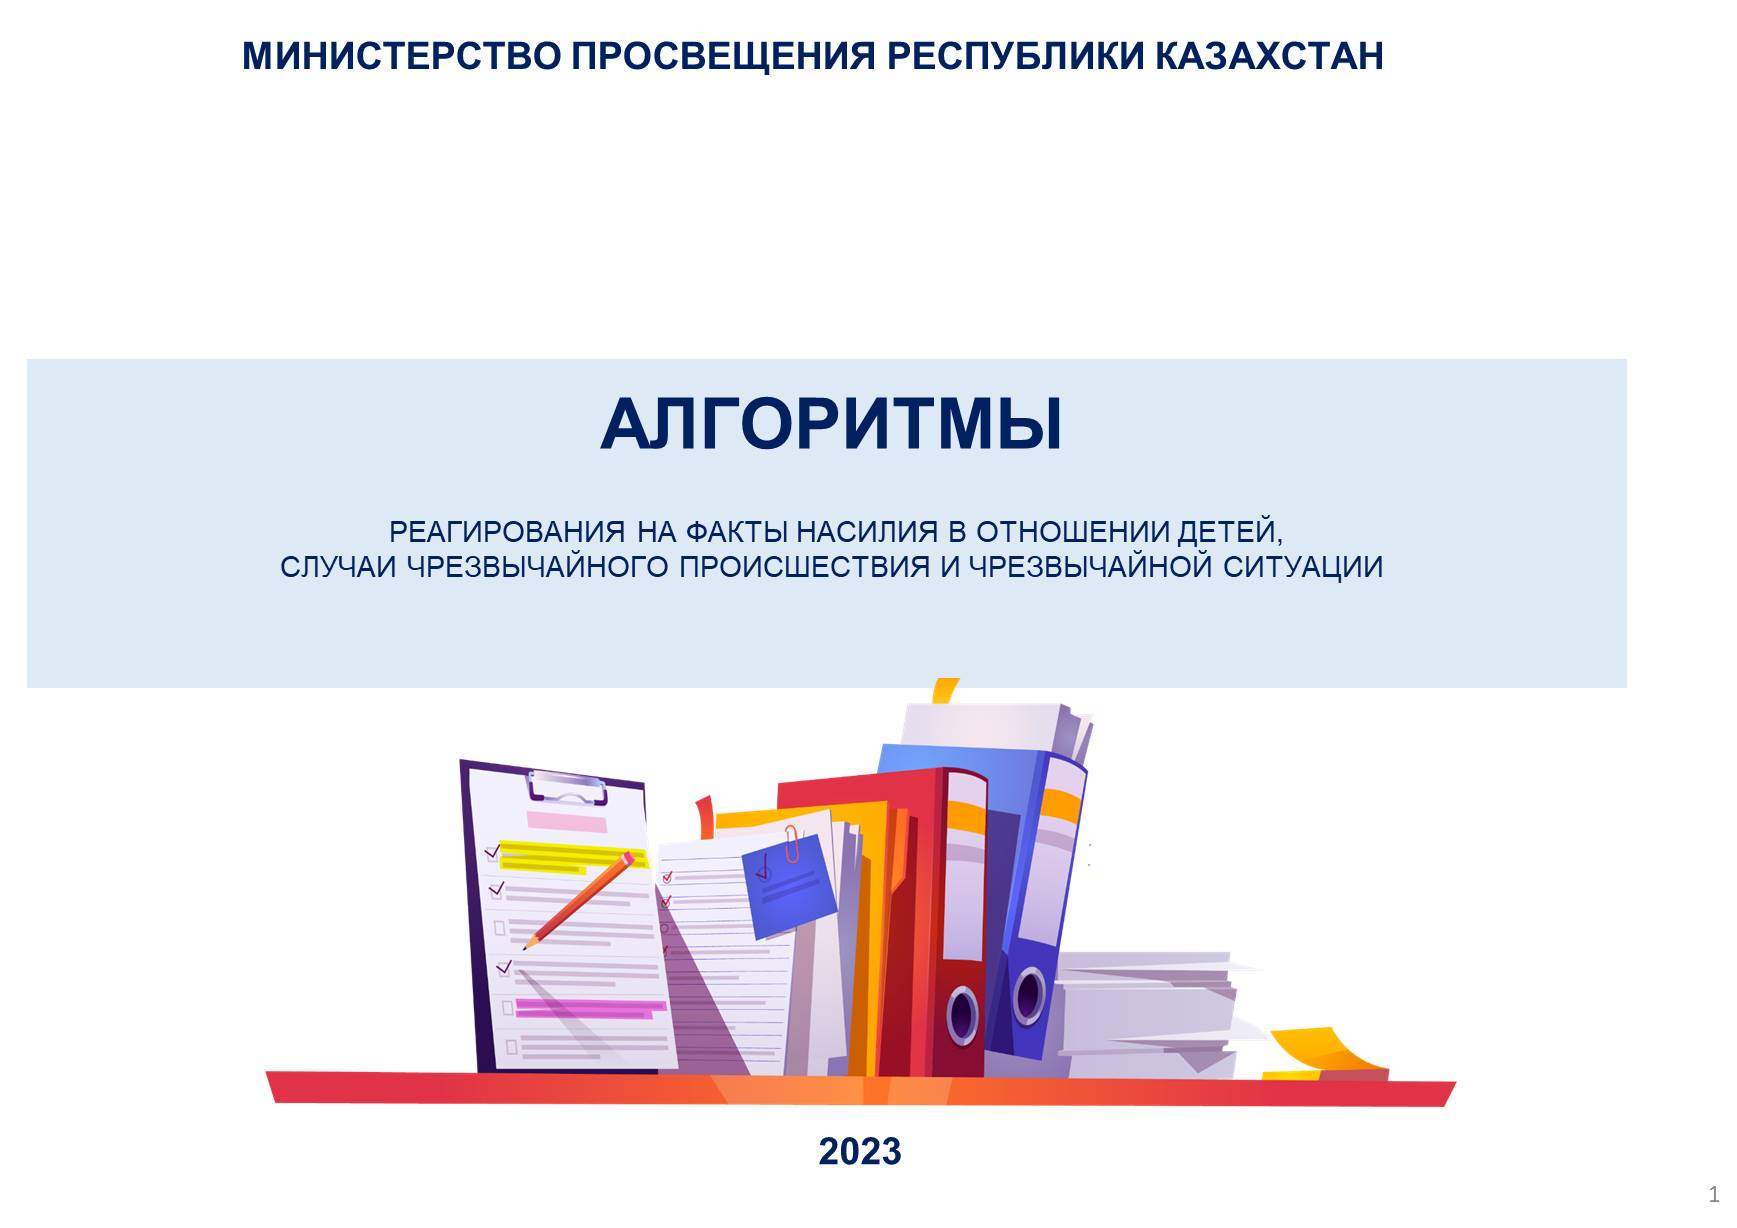 МИНИСТЕРСТВО ПРОСВЕЩЕНИЯ РЕСПУБЛИКИ КАЗАХСТАН
АЛГОРИТМЫ
РЕАГИРОВАНИЯ НА ФАКТЫ НАСИЛИЯ В ОТНОШЕНИИ ДЕТЕЙ,
СЛУЧАИ ЧРЕЗВЫЧАЙНОГО ПРОИСШЕСТВИЯ И ЧРЕЗВЫЧАЙНОЙ СИТУАЦИИ
2023
1